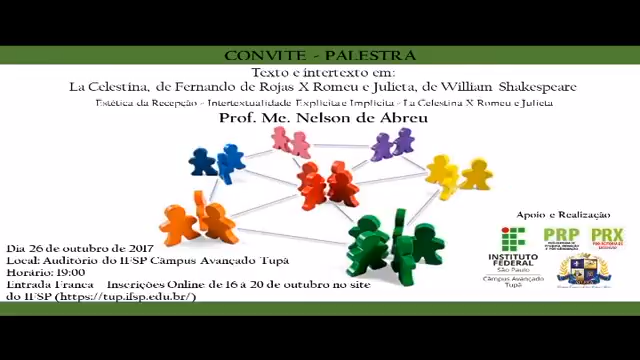 CONVITE - PALESTRA
Texto e intertexto em:
La Celestina, de Fernando de Rojas X Romeu e Julieta, de William Shakespeare
Estética da Recepção - Intertextualidade Explícita e Implícita - La Celestina X Romeu e Julieta
Prof. Me. Nelson de Abreu
Apoio e Realização
Dia 26 de outubro de 2017
Local: Auditório do IFSP Câmpus Avançado Tupã
Horário: 19:00
Entrada Franca - Inscrições Online de 16 à 20 de outubro no site
do IFSP (https://tup.ifsp.edu.br/)
INSTITUTO
FEDERAL
São Paulo
Câmpus Avançado
Tupã
PRP
PRX